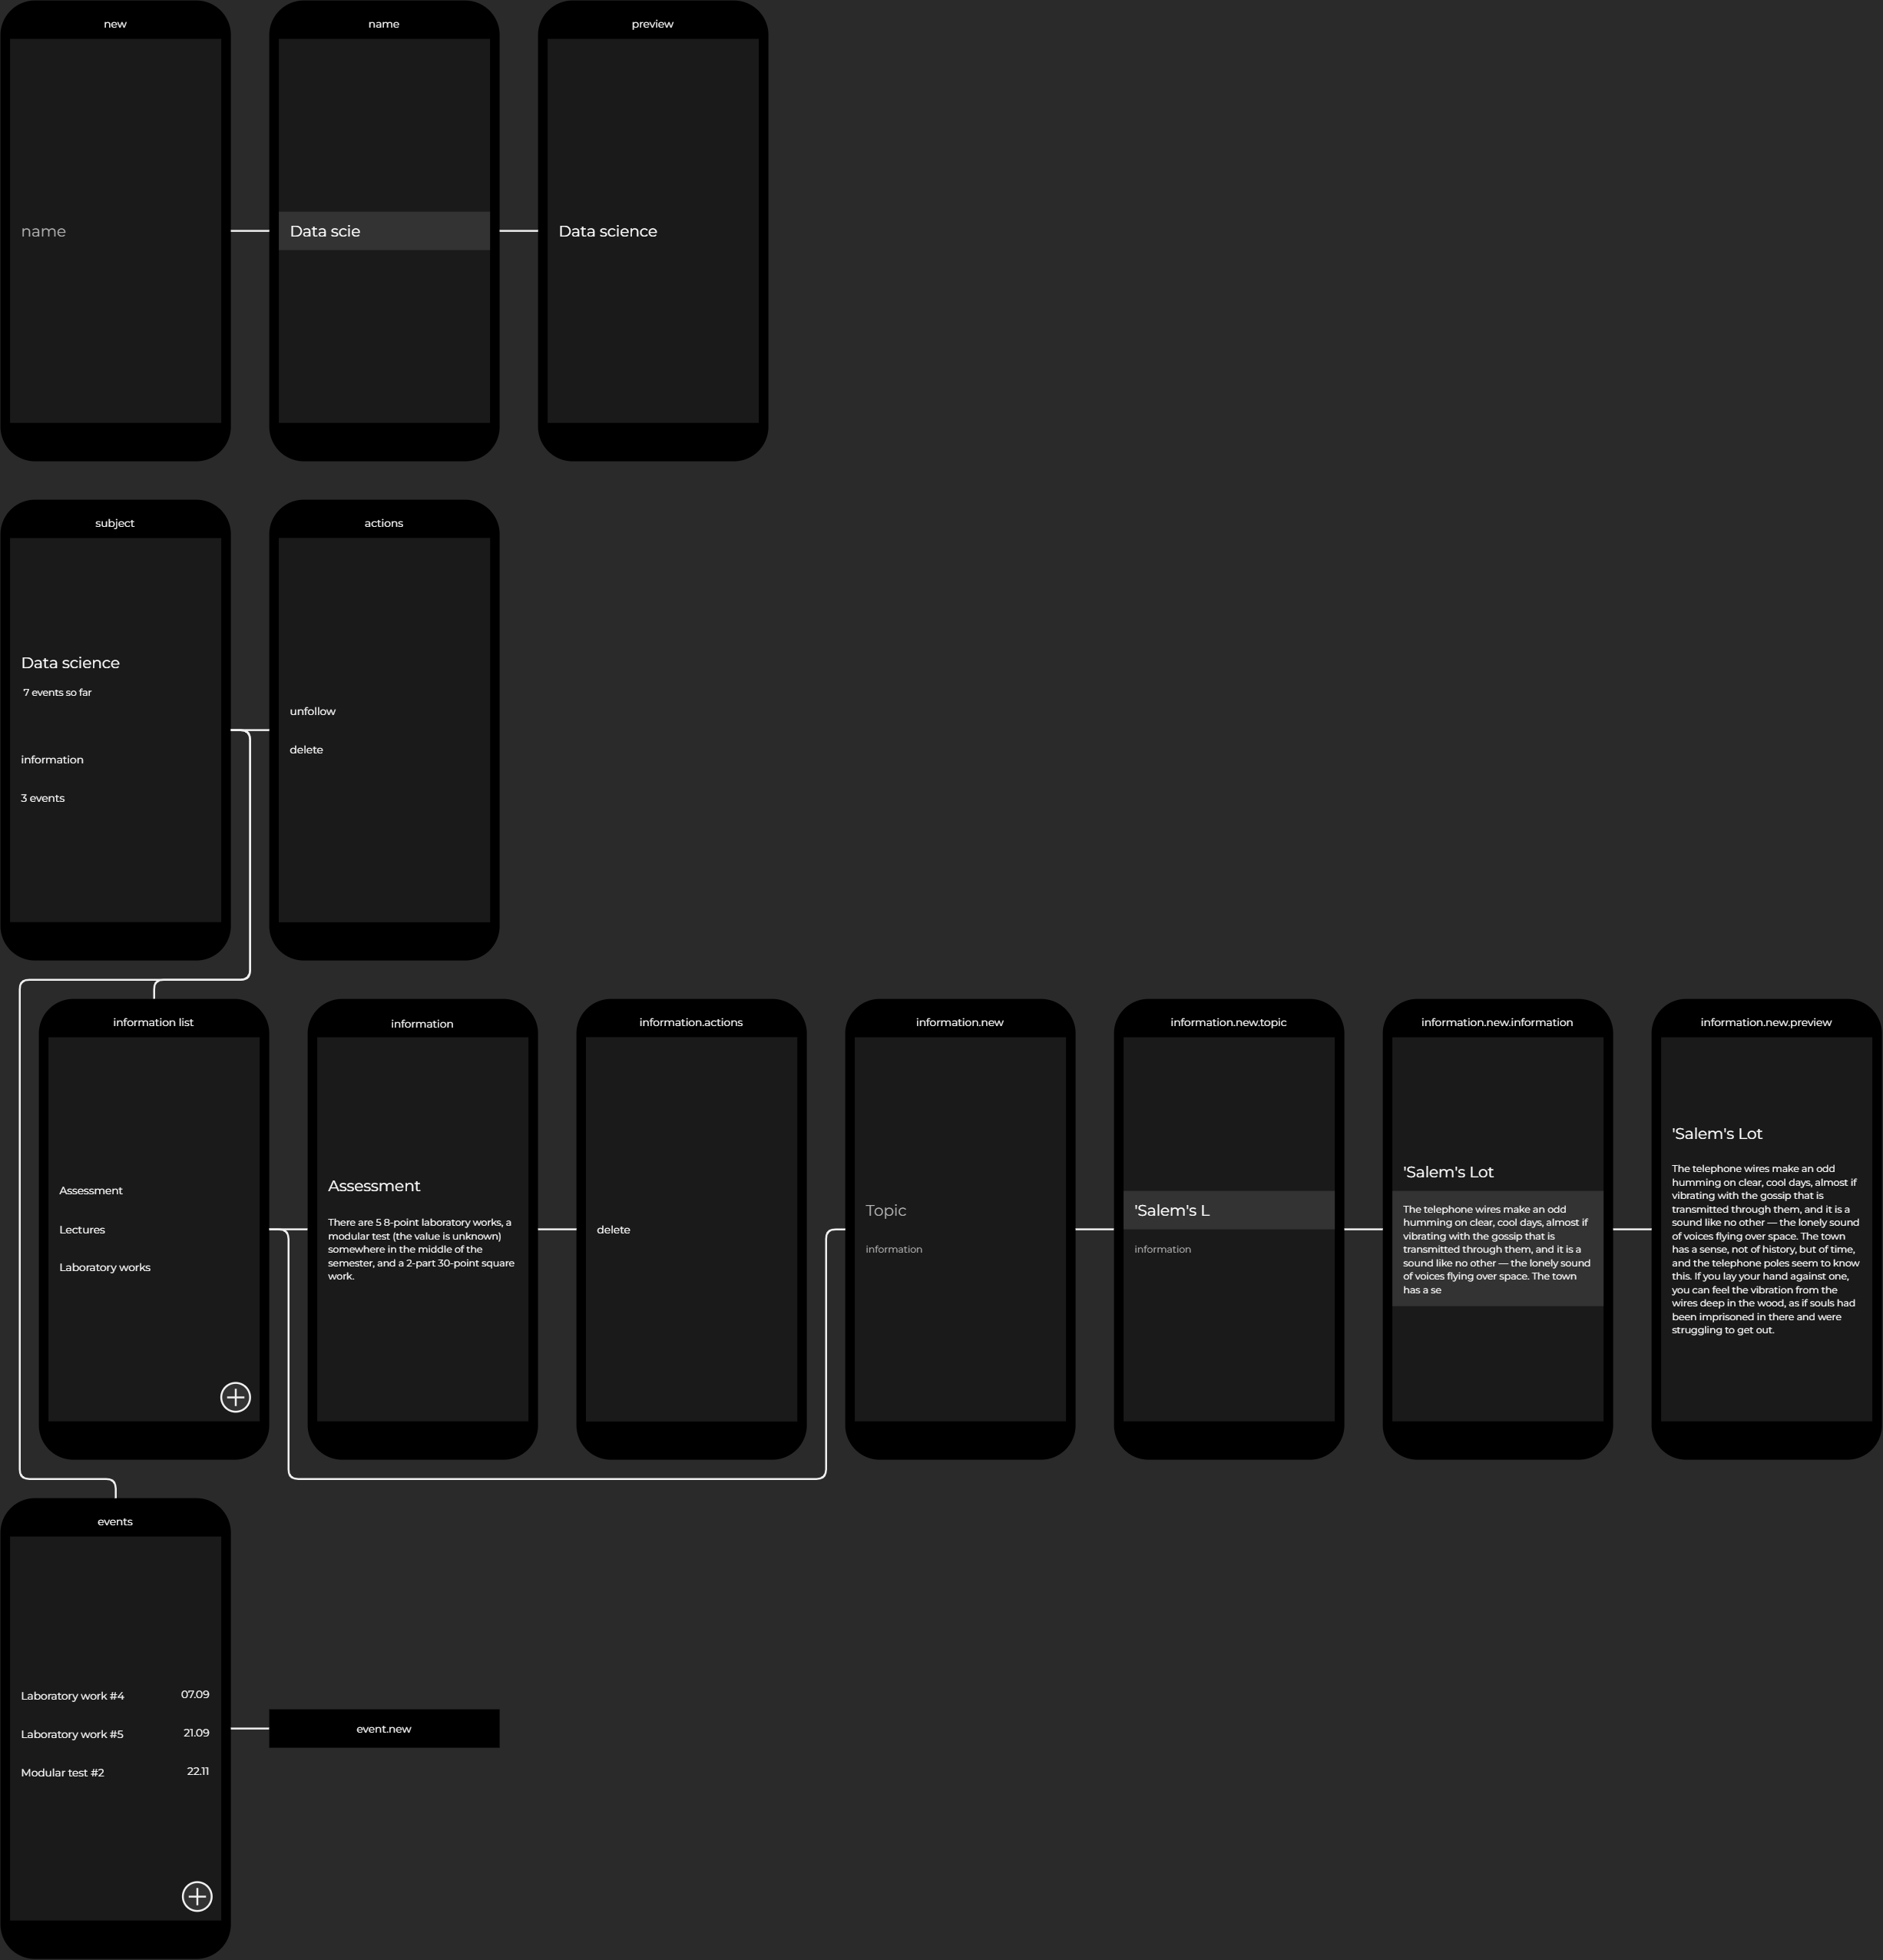 new
name
name
Data scie
preview
Data science
subject
Data science
7 events so far
information
3 events
actions
unfollow
delete
information list
Assessment
Lectures
Laboratory works
information
Assessment
There are 5 8-point laboratory works, a
modular test (the value is unknown)
somewhere in the middle of the
semester, and a 2-part 30-point square
work.
information.actions
delete
information.new
Topic
information
information.new.topic
'Salem's L
information
information.new.information
'Salem's Lot
The telephone wires make an odd
humming on clear, cool days, almost if
vibrating with the gossip that is
transmitted through them, and it is a
sound like no other — the lonely sound
of voices flying over space. The town
has a se
information.new.preview
'Salem's Lot
The telephone wires make an odd
humming on clear, cool days, almost if
vibrating with the gossip that is
transmitted through them, and it is a
sound like no other — the lonely sound
of voices flying over space. The town
has a sense, not of history, but of time,
and the telephone poles seem to know
this. If you lay your hand against one,
you can feel the vibration from the
wires deep in the wood, as if souls had
been imprisoned in there and were
struggling to get out.
events
Laboratory work #4 07.09
Laboratory work #5 21.09
Modular test #2 22.11
event.new